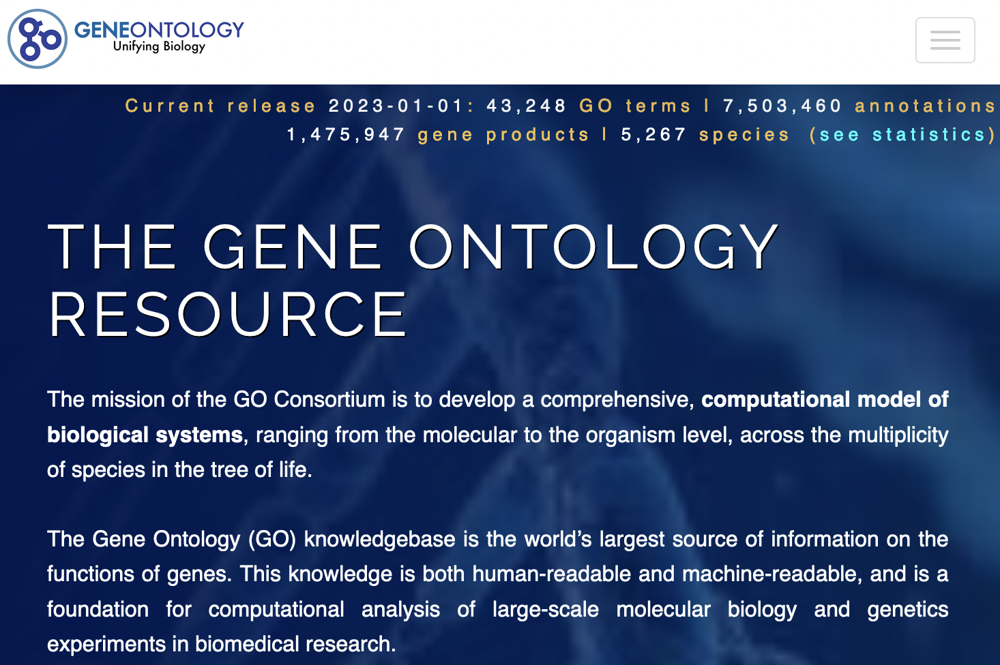 go GENEONTOLOGY
Unifying Biology
Current release 2023-01-01: 43,248 GO terms | 7,503,460 annotations
1,475,947 gene products | 5,267 species (see statistics)
THE GENE ONTOLOGY
RESOURCE
The mission of the GO Consortium is to develop a comprehensive, computational model of
biological systems, ranging from the molecular to the organism level, across the multiplicity
of species in the tree of life.
The Gene Ontology (GO) knowledgebase is the world’s largest source of information on the
functions of genes. This knowledge is both human-readable and machine-readable, and is a
foundation for computational analysis of large-scale molecular biology and genetics
experiments in biomedical research.